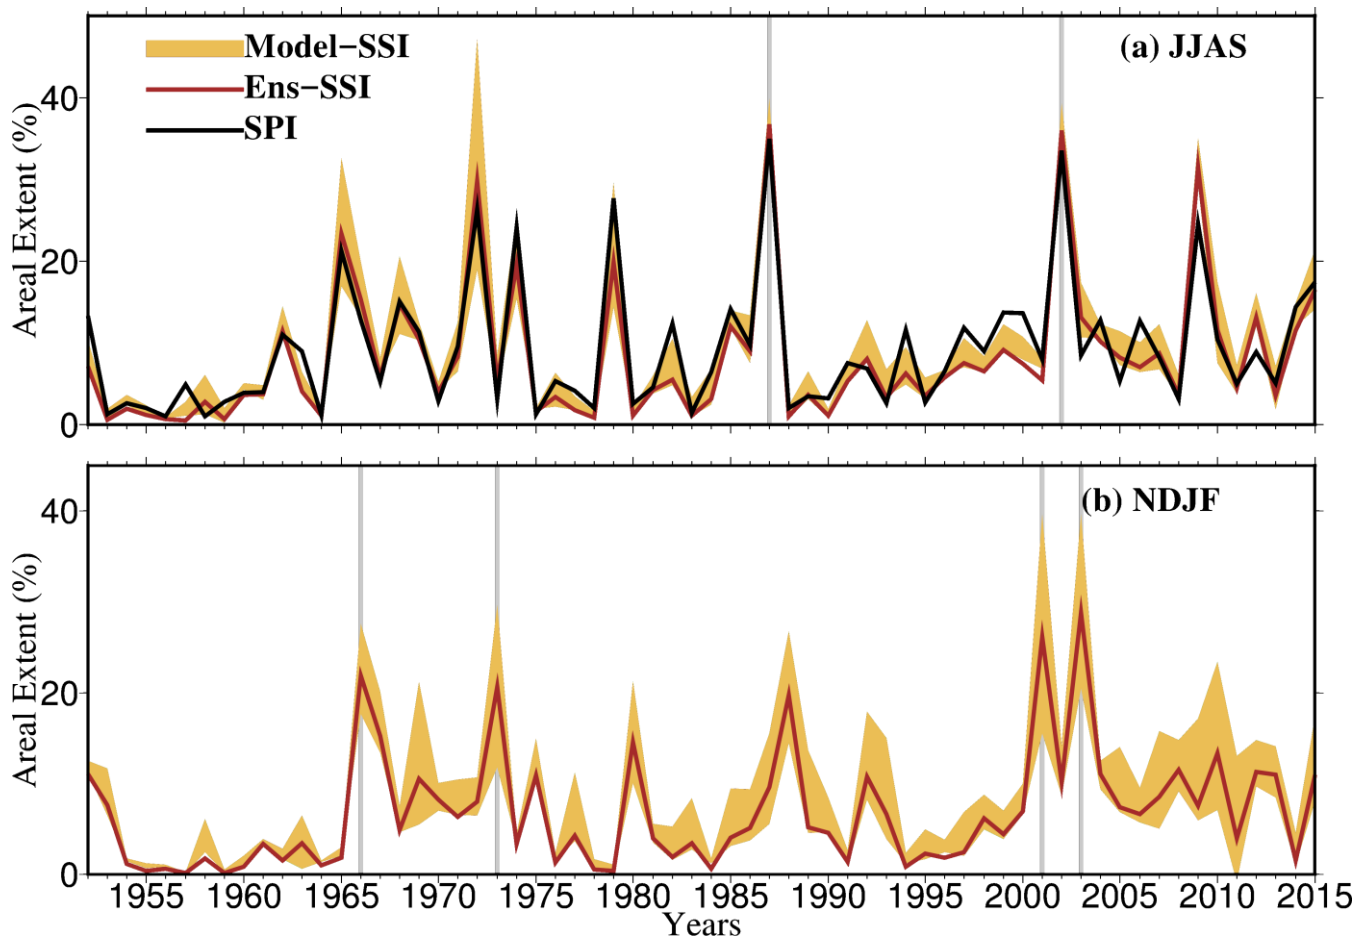 Model−SSI
Ens−SSI
SPI
(a) JJAS
Areal Extent (%)
40
20
0
(b) NDJF
Areal Extent (%)
40
20
0
1955 1960 1965 1970 1975 1980 1985 1990 1995 2000 2005 2010 2015
Years